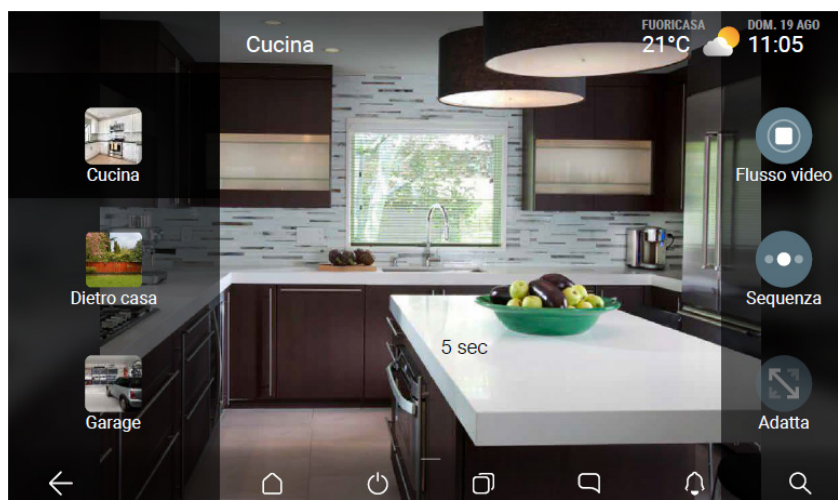 Cucina
FUORICASA
21°C
DOM. 19 AGO
11:05
Cucina
Dietro casa
Garage
5 sec
Flusso video
Sequenza
Adatta